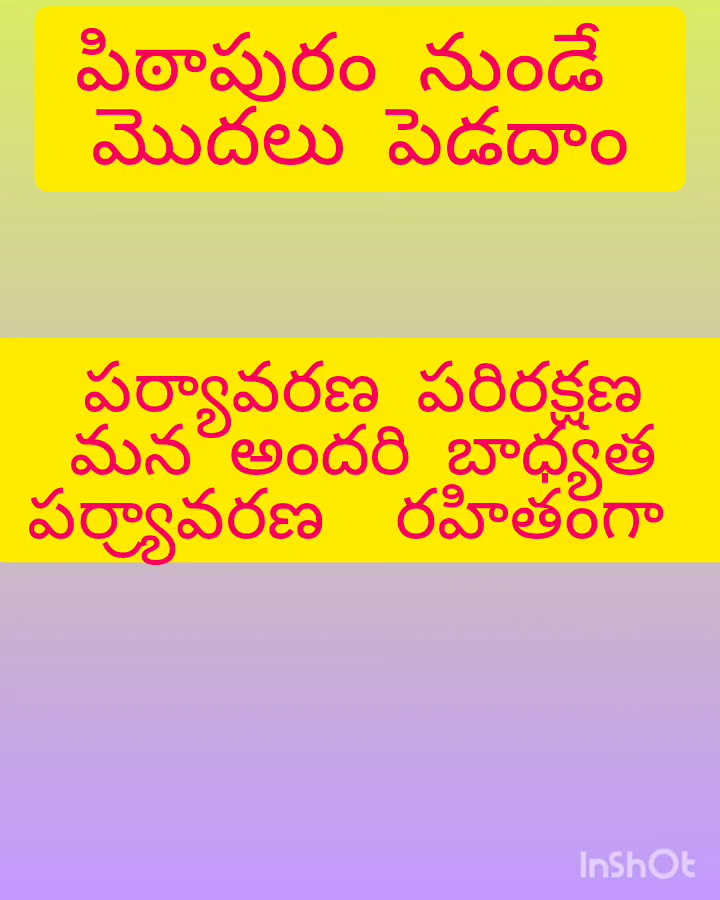 పిఠాపురం నుండే
మొదలు పెడదాం
పర్యావరణ పరిరక్షణ
మన అందరి బాధ్యత
పర్ర్యావరణ రహితంగా
InShOt